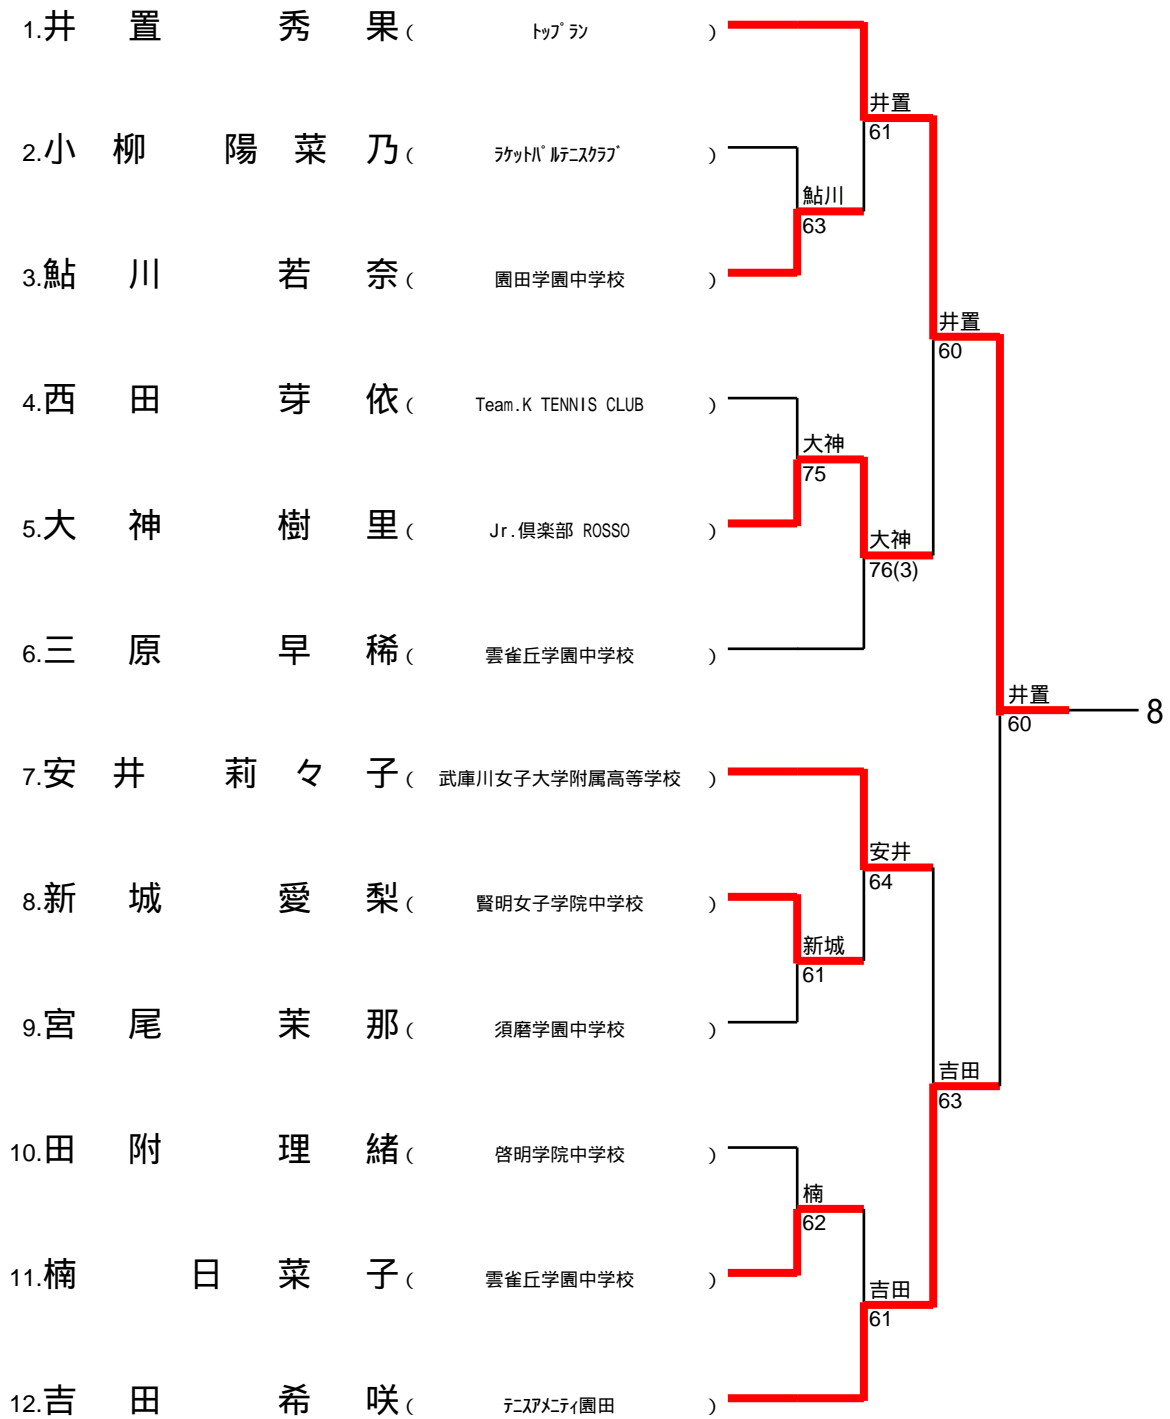 1.井置 秀果 ( ﾄｯﾌﾟﾗﾝ )
井置
61
2.小柳 陽菜乃 ( ﾗｹｯﾄﾊﾟﾙﾃﾆｽｸﾗﾌﾞ )
鮎川
63
3.鮎川 若奈 ( 園田学園中学校 )
井置
60
4.西田 芽依 ( Team.K TENNIS CLUB )
大神
75
5.大神 樹里 ( Jr.倶楽部 ROSSO )
大神
76(3)
6.三原 早稀 ( 雲雀丘学園中学校 )
井置
60
8
7.安井 莉々子 ( 武庫川女子大学附属高等学校 )
安井
64
8.新城 愛梨 ( 賢明女子学院中学校 )
新城
61
9.宮尾 茉那 ( 須磨学園中学校 )
吉田
63
10.田附 理緒 ( 啓明学院中学校 )
楠
62
11.楠 日菜子 ( 雲雀丘学園中学校 )
吉田
61
12.吉田 希咲 ( ﾃﾆｽｱﾒﾆﾃｨ園田 )